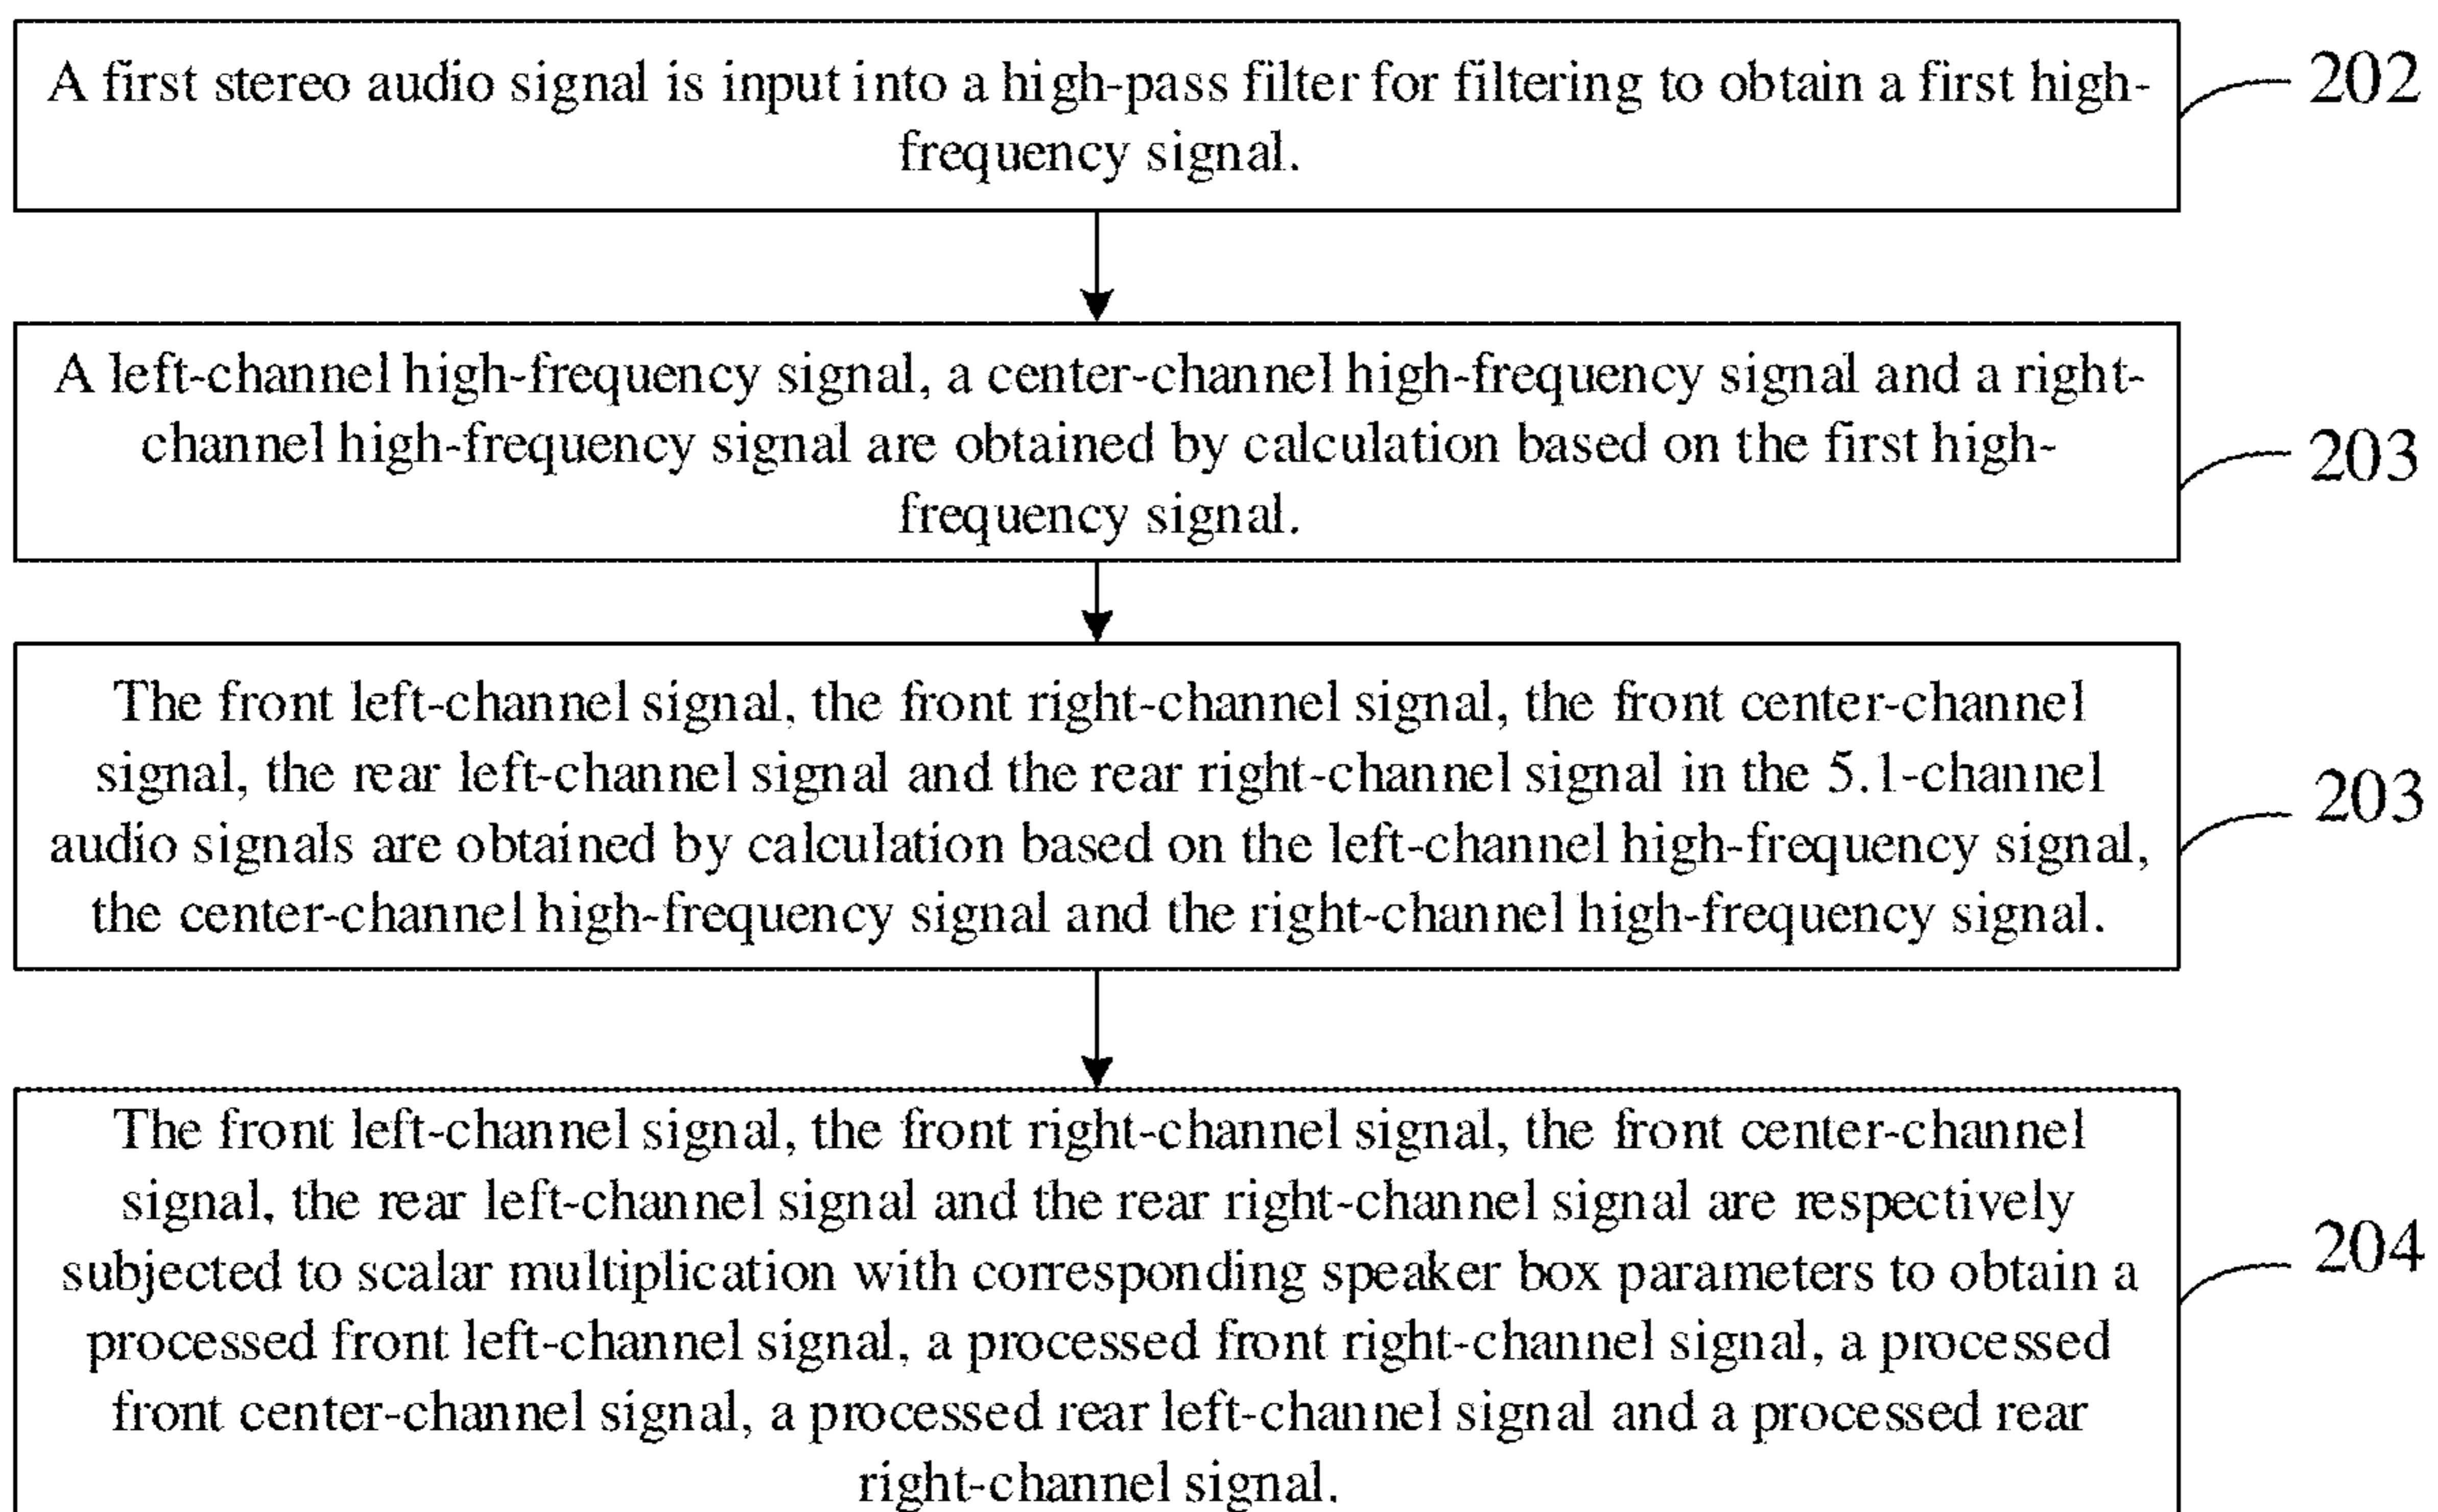 A first stereo audio signal is input into a high-pass filter for filtering to obtain a first high-
frequency signal.
202
A left-channel high-frequency signal, a center-channel high-frequency signal and a right-
channel high-frequency signal are obtained by calculation based on the first high-
frequency signal.
203
The front left-channel signal, the front right-channel signal, the front center-channel
signal, the rear left-channel signal and the rear right-channel signal in the 5.1-channel
audio signals are obtained by calculation based on the left-channel high-frequency signal,
the center-channel high-frequency signal and the right-channel high-frequency signal.
203
The front left-channel signal, the front right-channel signal, the front center-channel
signal, the rear left-channel signal and the rear right-channel signal are respectively
subjected to scalar multiplication with corresponding speaker box parameters to obtain a
processed front left-channel signal, a processed front right-channel signal, a processed
front center-channel signal, a processed rear left-channel signal and a processed rear
right-channel signal.
204